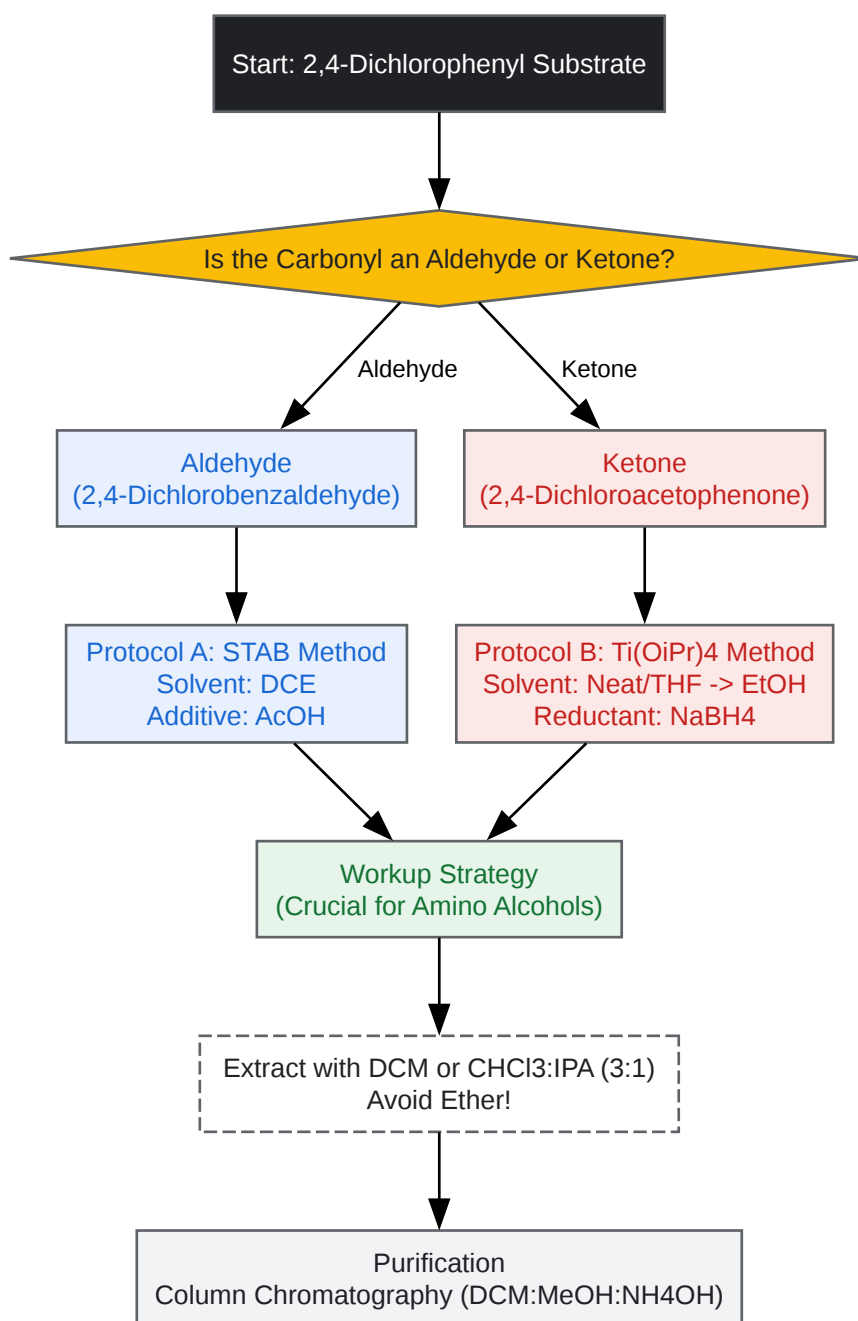 Start: 2,4-Dichlorophenyl Substrate
Is the Carbonyl an Aldehyde or Ketone?
Aldehyde
Ketone
Aldehyde
(2,4-Dichlorobenzaldehyde)
Ketone
(2,4-Dichloroacetophenone)
Protocol A: STAB Method
Solvent: DCE
Additive: AcOH
Protocol B: Ti(OiPr)4 Method
Solvent: Neat/THF -> EtOH
Reductant: NaBH4
Workup Strategy
(Crucial for Amino Alcohols)
Extract with DCM or CHCl3:IPA (3:1)
Avoid Ether!
Purification
Column Chromatography (DCM:MeOH:NH4OH)